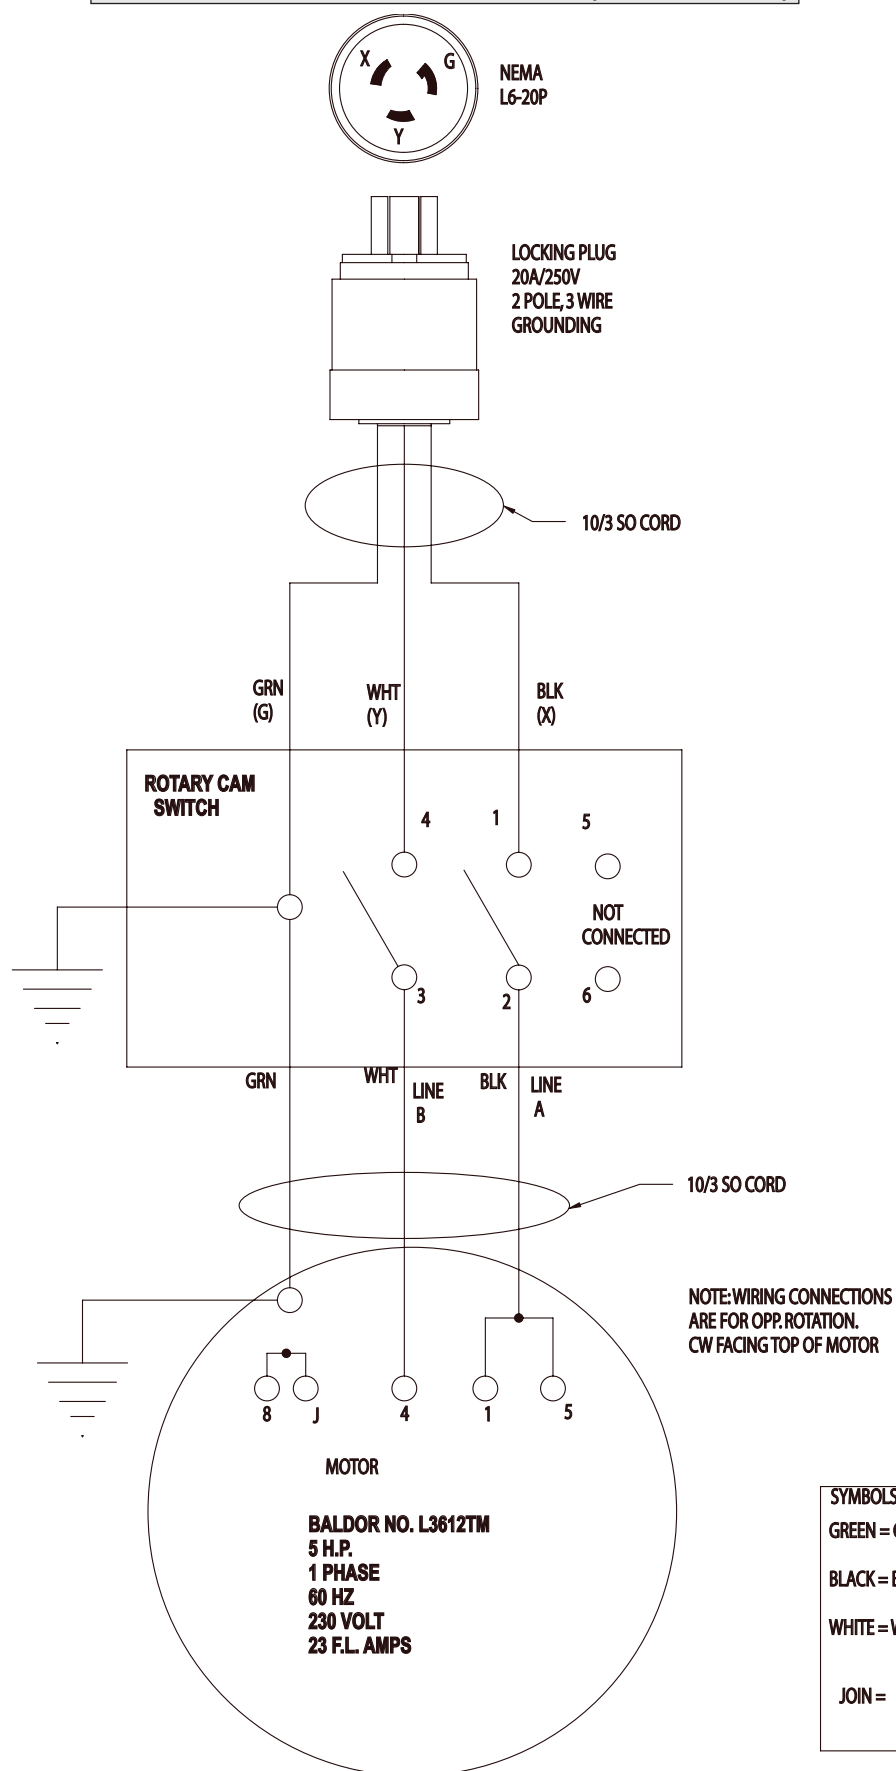 X
G
Y
NEMA
L6-20P
LOCKING PLUG
20A/250V
2 POLE, 3 WIRE
GROUNDING
10/3 SO CORD
GRN
(G)
WHT
(Y)
BLK
(X)
ROTARY CAM
SWITCH
4
1
5
NOT
CONNECTED
3
2
6
GRN
WHT
LINE
B
BLK
LINE
A
10/3 SO CORD
NOTE: WIRING CONNECTIONS
ARE FOR OPP. ROTATION.
CW FACING TOP OF MOTOR
8
J
4
1
5
MOTOR
BALDOR NO. L3612TM
5 H.P.
1 PHASE
60 HZ
230 VOLT
23 F.L. AMPS
SYMBOLS
GREEN =
BLACK =
WHITE =
JOIN =